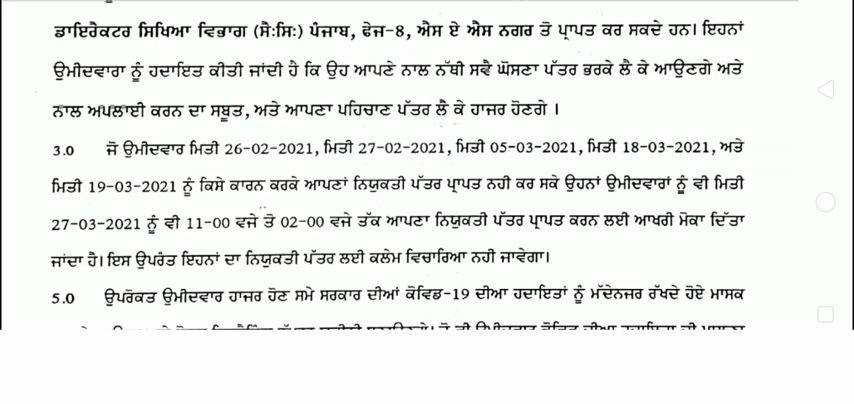 ਡਾਇਰੈਕਟਰ ਸਿਖਿਆ ਵਿਭਾਗ (ਸੈ:ਸਿ:) ਪੰਜਾਬ, ਫੇਜ-8, ਐਸ ਏ ਐਸ ਨਗਰ ਤੋ ਪ੍ਰਾਪਤ ਕਰ ਸਕਦੇ ਹਨ। ਇਹਨਾਂ
ਉਮੀਦਵਾਰਾ ਨੂੰ ਹਦਾਇਤ ਕੀਤੀ ਜਾਂਦੀ ਹੈ ਕਿ ਉਹ ਆਪਣੇ ਨਾਲ ਨੱਥੀ ਸਵੈ ਘੋਸਣਾ ਪੱਤਰ ਭਰਕੇ ਲੈ ਕੇ ਆਉਣਗੇ ਅਤੇ
ਨਾਲ ਅਪਲਾਈ ਕਰਨ ਦਾ ਸਬੂਤ, ਅਤੇ ਆਪਣਾ ਪਹਿਚਾਣ ਪੱਤਰ ਲੈ ਕੇ ਹਾਜਰ ਹੋਣਗੇ ।
3.0 ਜੋ ਉਮੀਦਵਾਰ ਮਿਤੀ 26-02-2021, ਮਿਤੀ 27-02-2021, ਮਿਤੀ 05-03-2021, ਮਿਤੀ 18-03-2021, ਅਤੇ
ਮਿਤੀ 19-03-2021 ਨੂੰ ਕਿਸੇ ਕਾਰਨ ਕਰਕੇ ਆਪਣਾਂ ਨਿਯੁਕਤੀ ਪੱਤਰ ਪ੍ਰਾਪਤ ਨਹੀ ਕਰ ਸਕੇ ਉਹਨਾਂ ਉਮੀਦਵਾਰਾਂ ਨੂੰ ਵੀ ਮਿਤੀ
27-03-2021 ਨੂੰ ਵੀ 11-00 ਵਜੇ ਤੋ 02-00 ਵਜੇ ਤੱਕ ਆਪਣਾ ਨਿਯੁਕਤੀ ਪੱਤਰ ਪ੍ਰਾਪਤ ਕਰਨ ਲਈ ਆਖਰੀ ਮੋਕਾ ਦਿੱਤਾ
ਜਾਂਦਾ ਹੈ। ਇਸ ਉਪਰੰਤ ਇਹਨਾਂ ਦਾ ਨਿਯੁਕਤੀ ਪੱਤਰ ਲਈ ਕਲੇਮ ਵਿਚਾਰਿਆ ਨਹੀ ਜਾਵੇਗਾ।
5.0 ਉਪਰੋਕਤ ਉਮੀਦਵਾਰ ਹਾਜਰ ਹੋਣ ਸਮੇ ਸਰਕਾਰ ਦੀਆਂ ਕੋਵਿਡ-19 ਦੀਆ ਹਦਾਇਤਾਂ ਨੂੰ ਮੱਦੇਨਜਰ ਰੱਖਦੇ ਹੋਏ ਮਾਸਕ